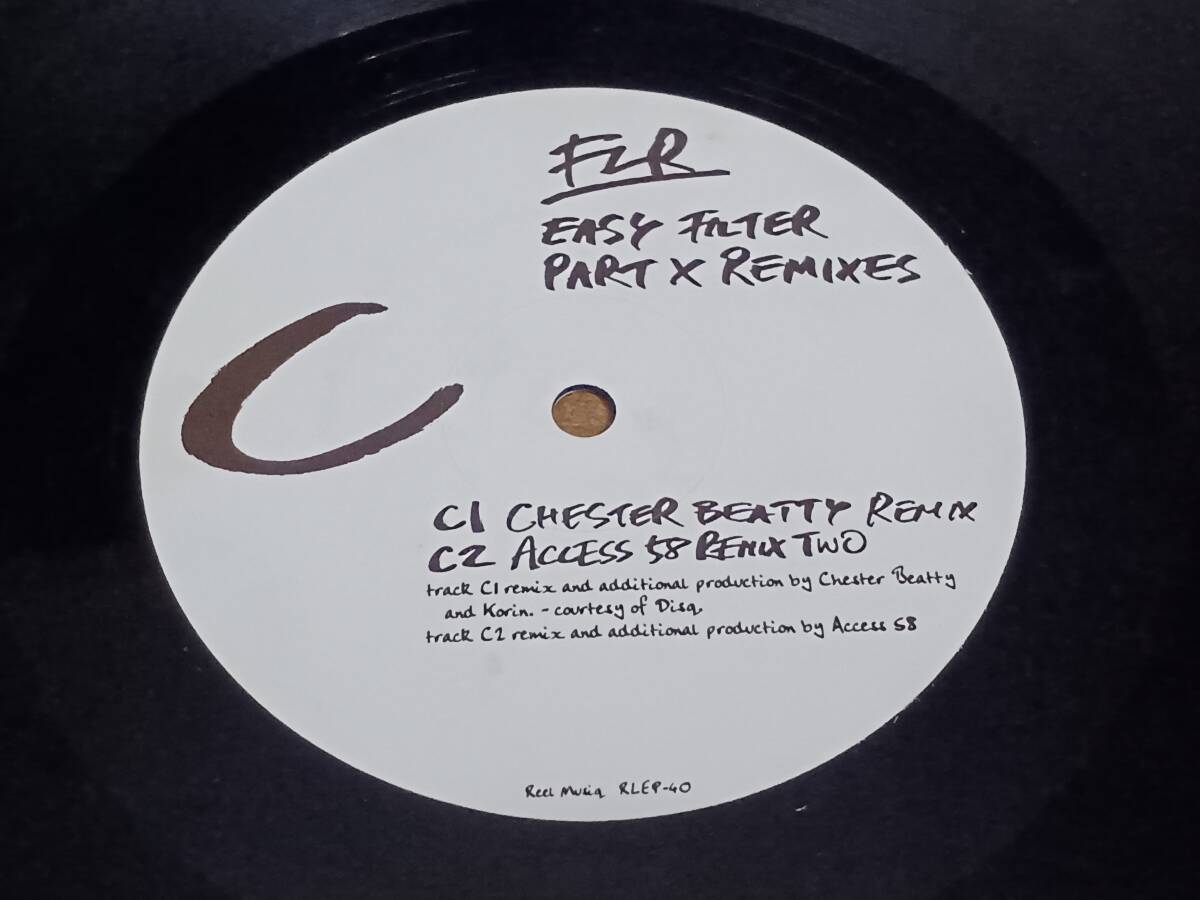 FLR
EASY FILTER
PART X REMIXES
C
C1 CHESTER BEATTY REMIX
C2 ACCESS 58 REMIX TWO
track C1 remix and additional production by Chester Beatty
and Korin. - courtesy of Disq.
track C2 remix and additional production by Access 58
Reel Musiq RLEP-40